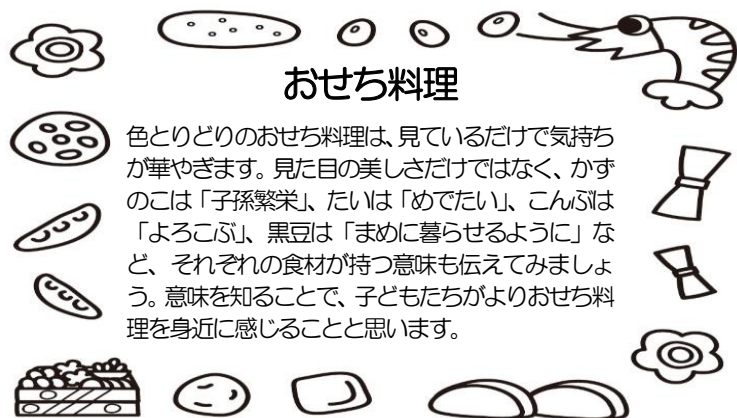 おせち料理
色とりどりのおせち料理は、見ているだけで気持ち
が華やぎます。見た目の美しさだけではなく、かず
のこは「子孫繁栄」、たいは「めでたい」、こんぶは
「よろこぶ」、黒豆は「まめに暮らせるように」な
ど、それぞれの食材が持つ意味も伝えてみましょ
う。意味を知ることで、子どもたちがよりおせち料
理を身近に感じることと思います。